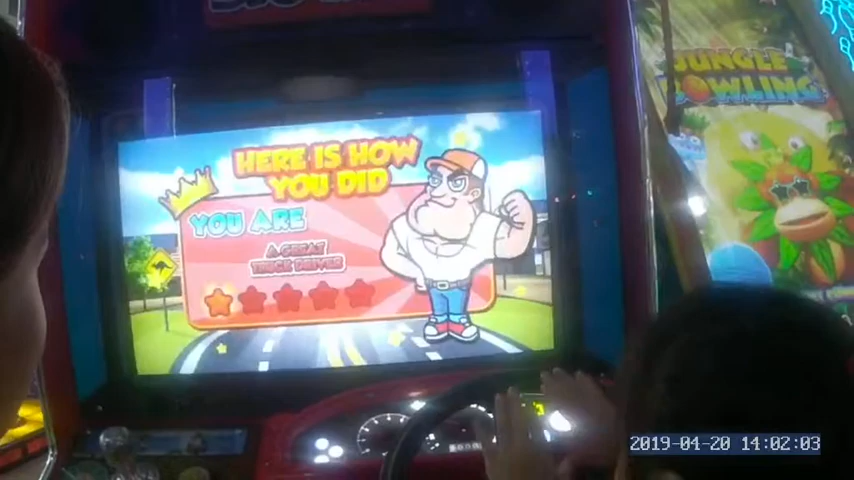 JUNGLE
BOWLING
HERE IS HOW
YOU DID
YOU ARE
A GREAT
TRUCK DRIVER
2019-04-20 14:02:03